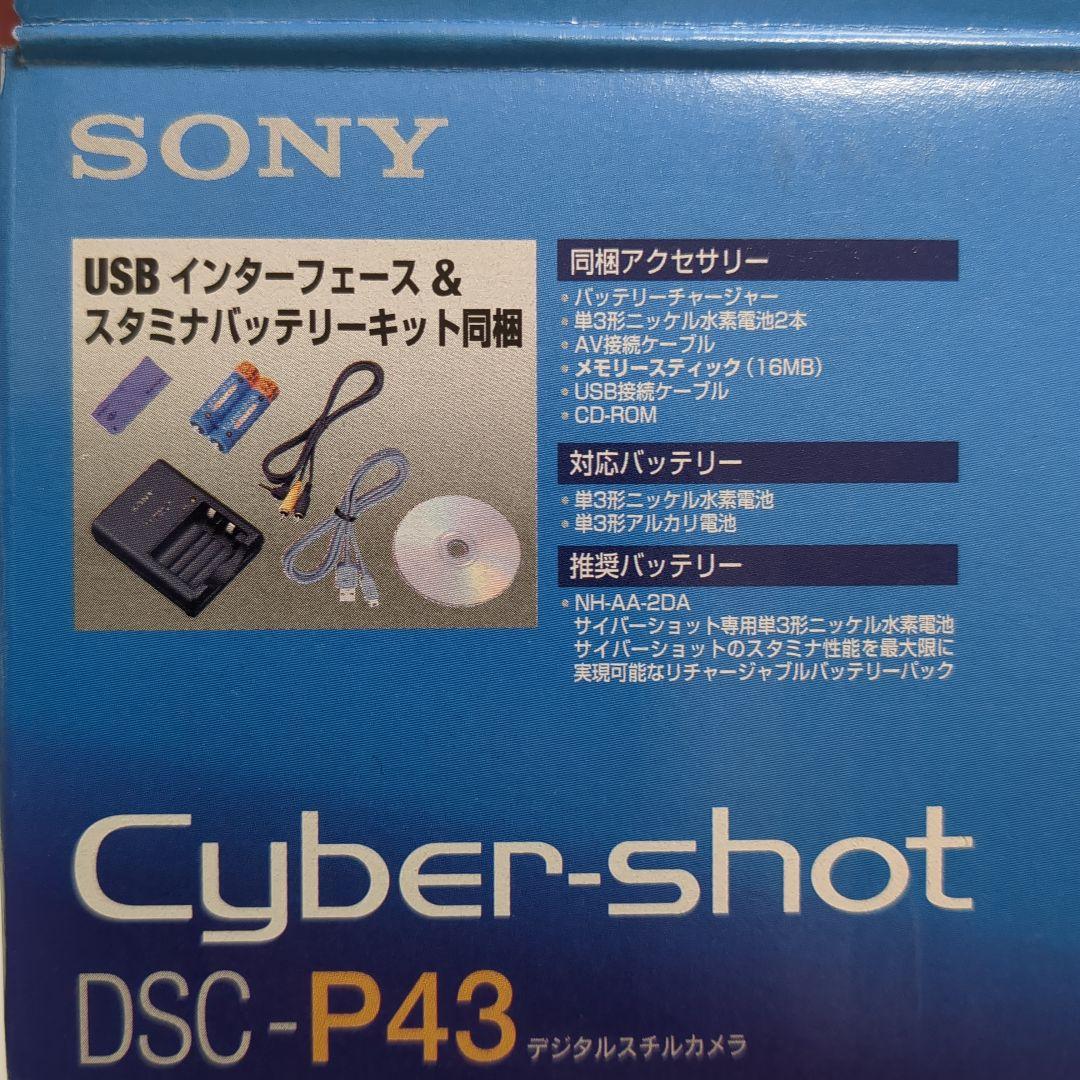 SONY
USB インターフェース &
スタミナバッテリーキット同梱
SONY
同梱アクセサリー
• バッテリーチャージャー
• 単3形ニッケル水素電池2本
• AV接続ケーブル
• メモリースティック(16MB)
• USB接続ケーブル
• CD-ROM
対応バッテリー
• 単3形ニッケル水素電池
• 単3形アルカリ電池
推奨バッテリー
• NH-AA-2DA
サイバーショット専用単3形ニッケル水素電池
サイバーショットのスタミナ性能を最大限に
実現可能なリチャージャブルバッテリーパック
Cyber-shot
DSC-P43 デジタルスチルカメラ